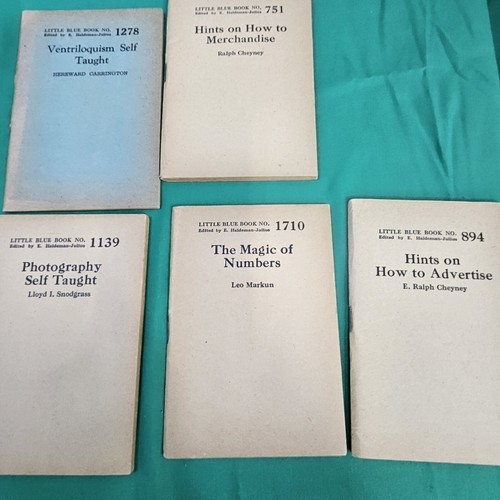 LITTLE BLUE BOOK NO. 1278
Edited by E. Haldeman-Julius
Ventriloquism Self
Taught
HEREWARD CARRINGTON
LITTLE BLUE BOOK NO. 751
Edited by E. Haldeman-Julius
Hints on How to
Merchandise
Ralph Cheyney
LITTLE BLUE BOOK NO. 1139
Edited by E. Haldeman-Julius
Photography
Self Taught
Lloyd I. Snodgrass
LITTLE BLUE BOOK NO. 1710
Edited by E. Haldeman-Julius
The Magic of
Numbers
Leo Markun
LITTLE BLUE BOOK NO. 894
Edited by E. Haldeman-Julius
Hints on
How to Advertise
E. Ralph Cheyney